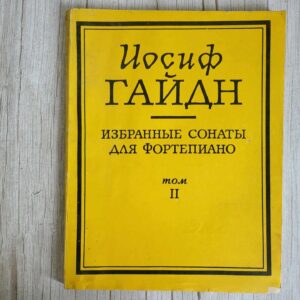 Иосиф
ГАЙДН
ИЗБРАННЫЕ СОНАТЫ
ДЛЯ ФОРТЕПИАНО
том
II